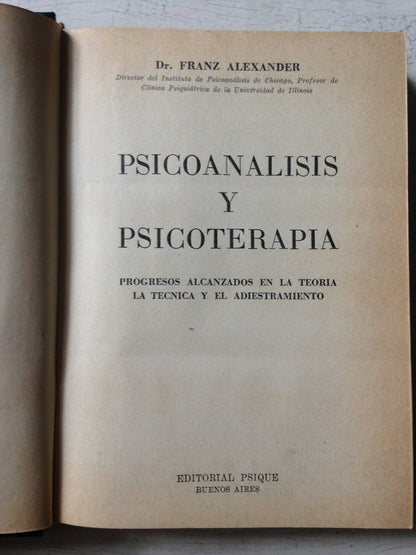 Dr. FRANZ ALEXANDER
Director del Instituto de Psicoanálisis de Chicago, Profesor de
Clínica Psiquiátrica de la Universidad de Illinois
PSICOANALISIS
Y
PSICOTERAPIA
PROGRESOS ALCANZADOS EN LA TEORIA
LA TECNICA Y EL ADIESTRAMIENTO
EDITORIAL PSIQUE
BUENOS AIRES